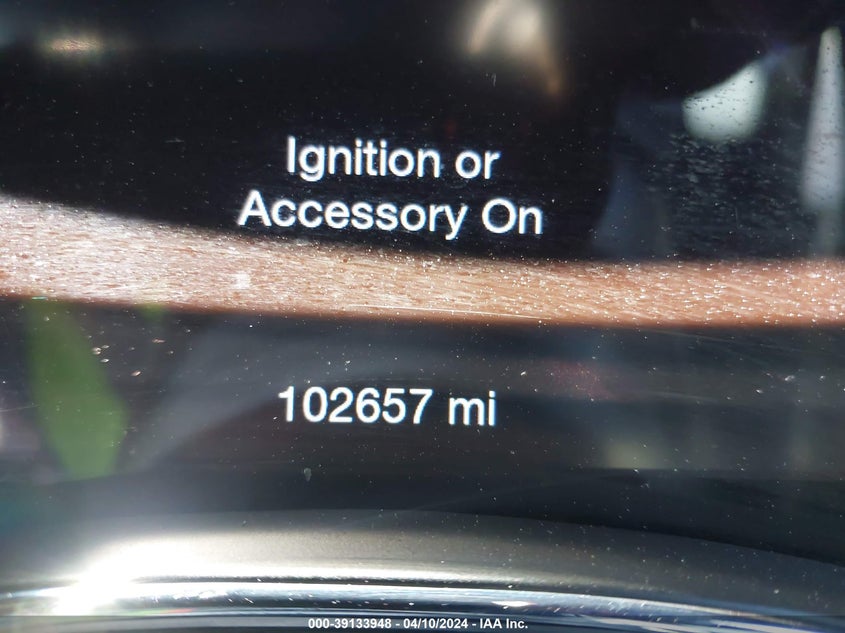 Ignition or
Accessory On
102657 mi
000-39133948 - 04/10/2024 - IAA Inc.